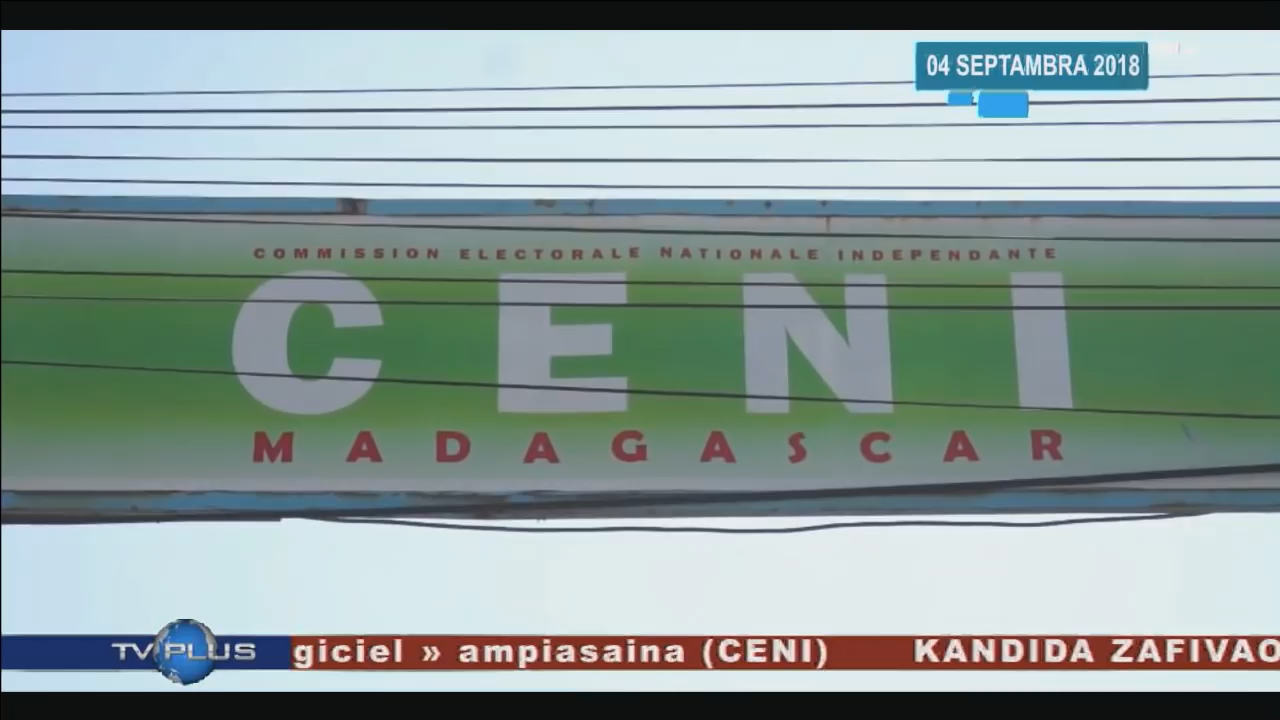 04 SEPTAMBRA 2018
COMMISSION ELECTORALE NATIONALE INDEPENDANTE
CENI
MADAGASCAR
TV PLUS
giciel » ampiasaina (CENI) KANDIDA ZAFIVAO